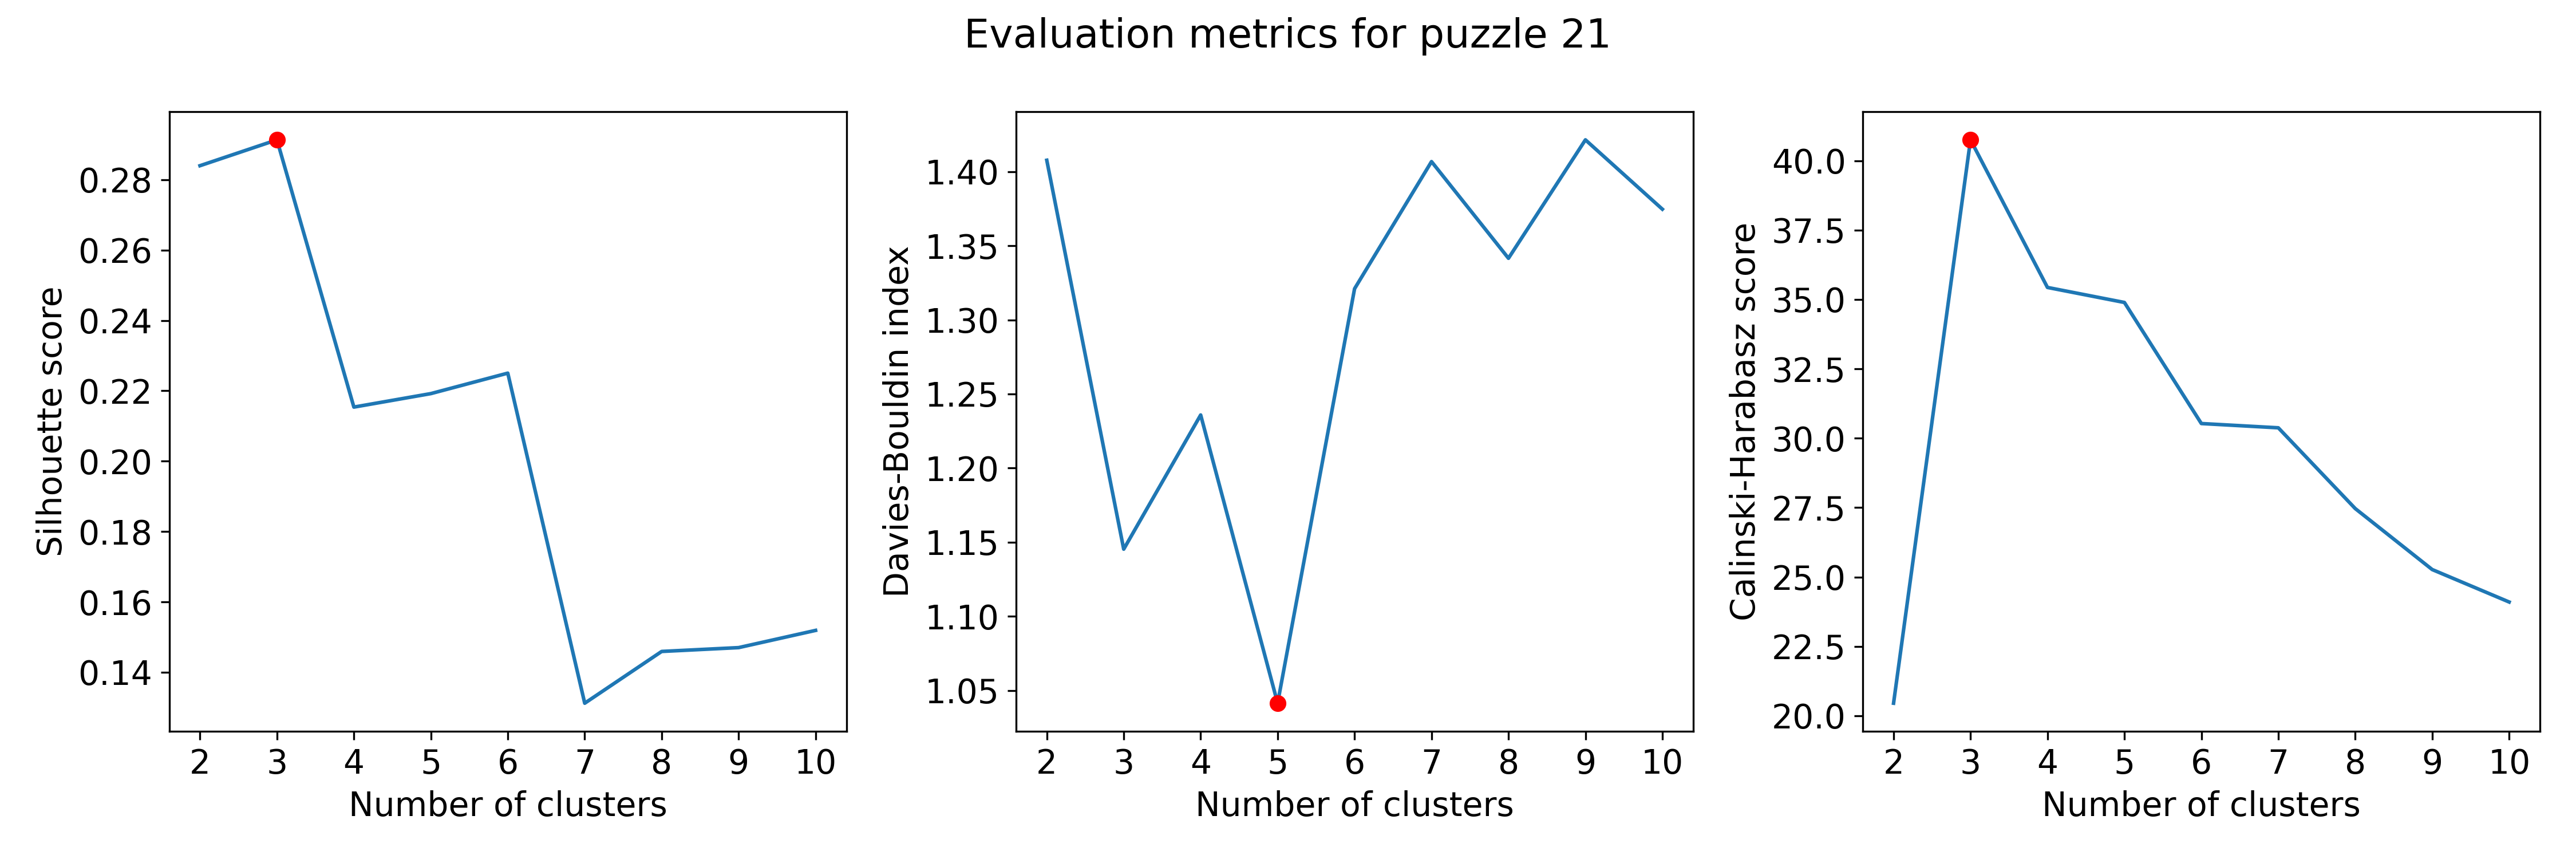 Evaluation metrics for puzzle 21
Silhouette score
0.28
0.26
0.24
0.22
0.20
0.18
0.16
0.14
2 3 4 5 6 7 8 9 10
Number of clusters
Davies-Bouldin index
1.40
1.35
1.30
1.25
1.20
1.15
1.10
1.05
2 3 4 5 6 7 8 9 10
Number of clusters
Calinski-Harabasz score
40.0
37.5
35.0
32.5
30.0
27.5
25.0
22.5
20.0
2 3 4 5 6 7 8 9 10
Number of clusters